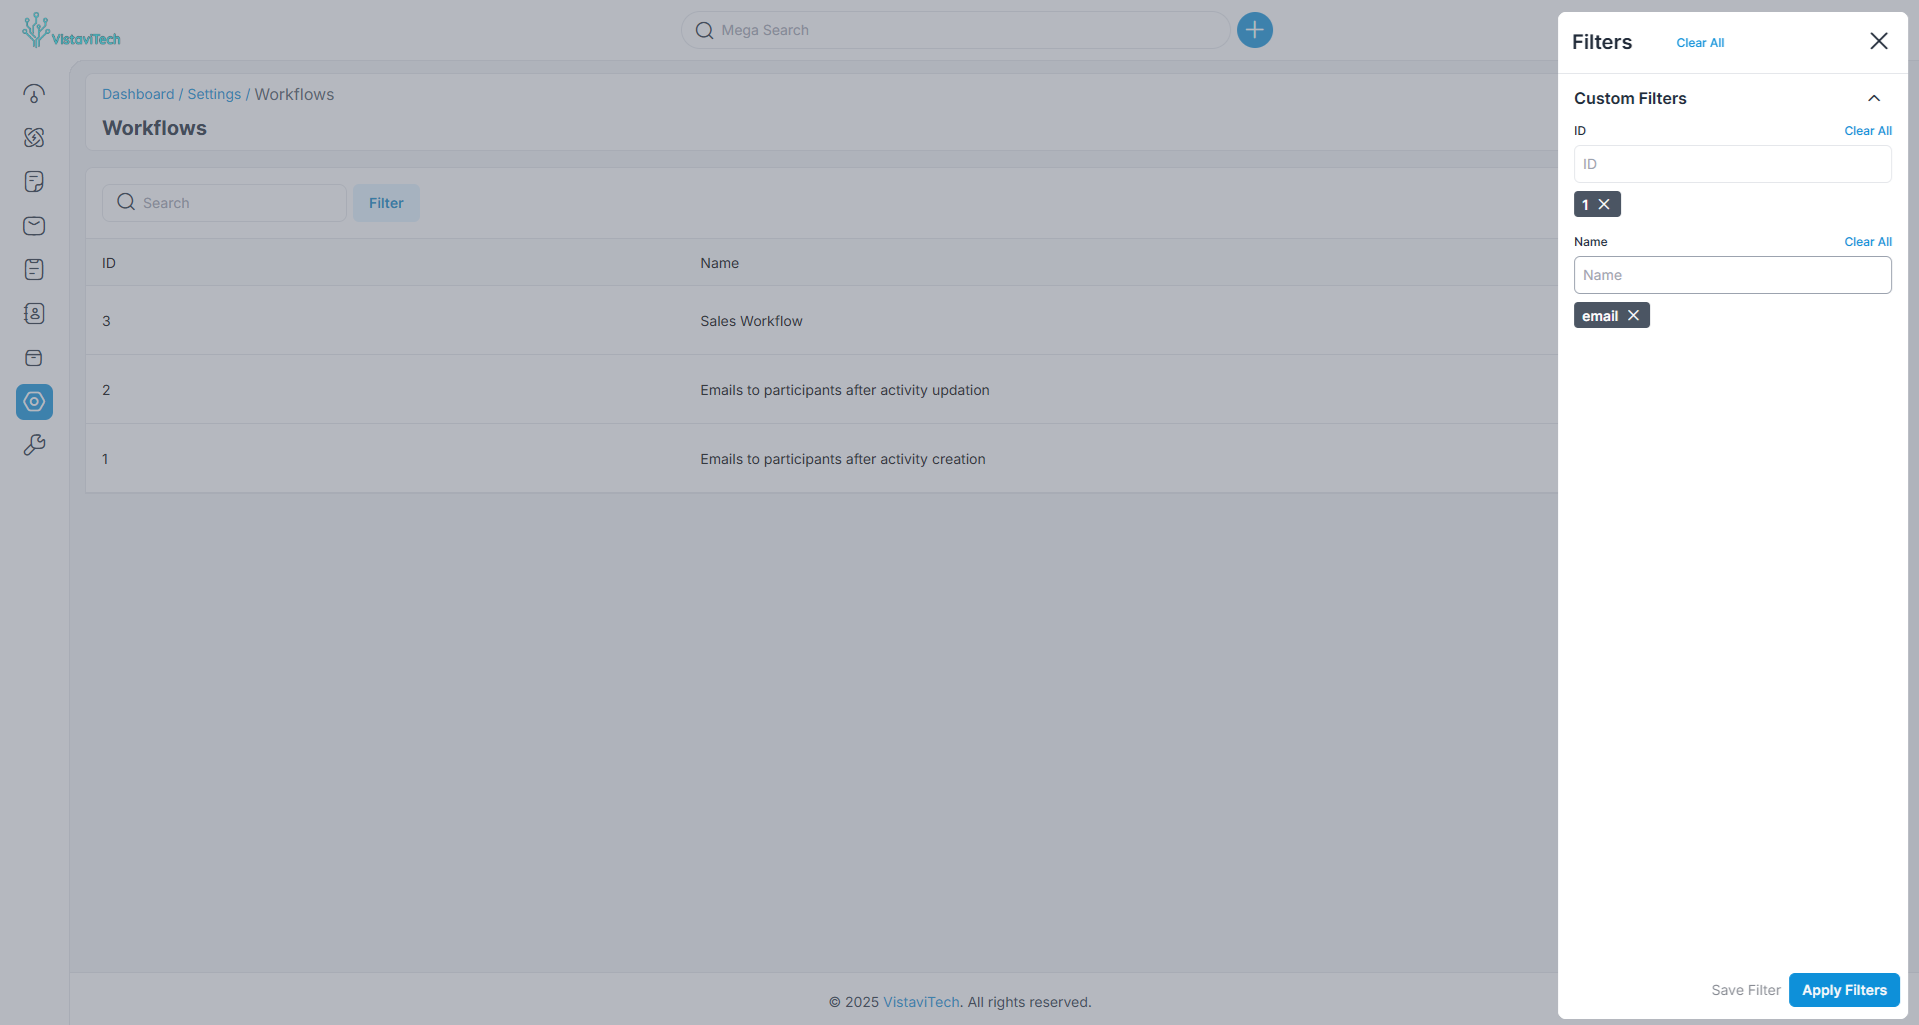 VistaviTech
Mega Search
Dashboard / Settings / Workflows
Workflows
Search
Filter
ID Name
3 Sales Workflow
2 Emails to participants after activity updation
1 Emails to participants after activity creation
© 2025 VistaviTech. All rights reserved.
Filters Clear All
Custom Filters
ID Clear All
ID
1
Name Clear All
Name
email
Save Filter Apply Filters